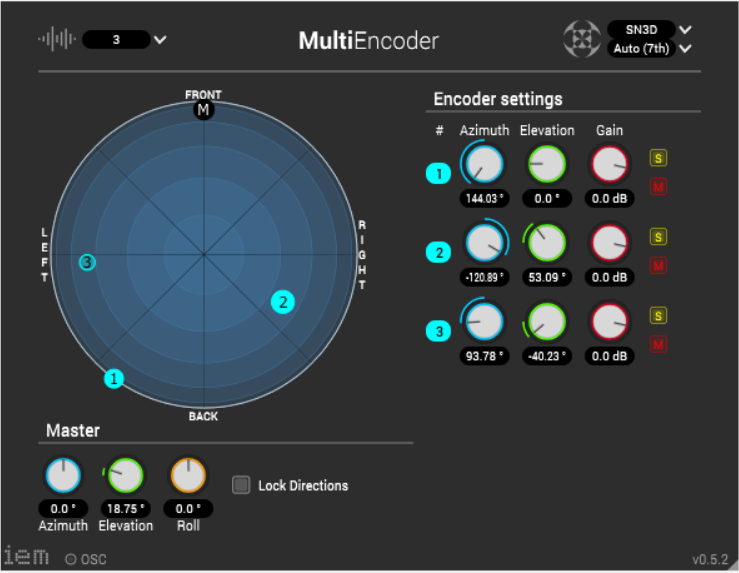 3
MultiEncoder
SN3D
Auto (7th)
FRONT
M
LEFT
RIGHT
3
2
1
BACK
Encoder settings
# Azimuth Elevation Gain
1
144.03 ° 0.0 ° 0.0 dB
S
M
2
-120.89° 53.09 ° 0.0 dB
S
M
3
93.78 ° -40.23 ° 0.0 dB
S
M
Master
0.0 ° 18.75 ° 0.0 °
Azimuth Elevation Roll
Lock Directions
iem OSC
v0.5.2